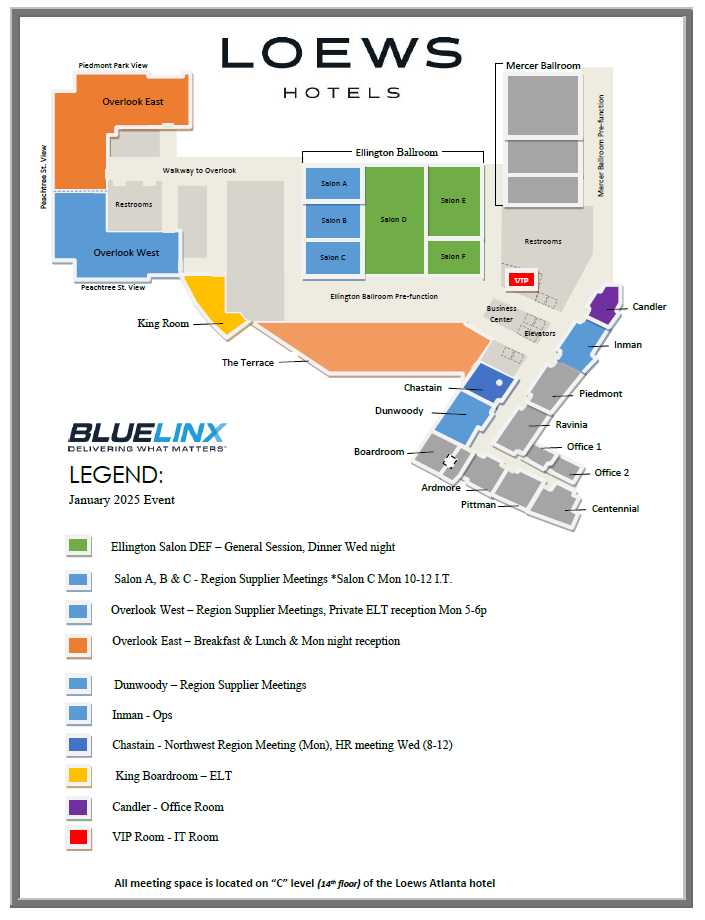 LOEWS
HOTELS
Piedmont Park View
Mercer Ballroom
Overlook East
Mercer Ballroom Pre-function
Ellington Ballroom
Peachtree St. View
Walkway to Overlook
Salon A
Salon E
Restrooms
Salon B
Salon D
Restrooms
Overlook West
Salon C
Salon F
VIP
Peachtree St. View
Ellington Ballroom Pre-function
Business
Center
Candler
King Room
Elevators
Inman
The Terrace
Chastain
Piedmont
Dunwoody
Ravinia
BLUELINX
DELIVERING WHAT MATTERS™
Office 1
Boardroom
Office 2
LEGEND:
Ardmore
January 2025 Event
Pittman
Centennial
Ellington Salon DEF – General Session, Dinner Wed night
Salon A, B & C - Region Supplier Meetings *Salon C Mon 10-12 I.T.
Overlook West – Region Supplier Meetings, Private ELT reception Mon 5-6p
Overlook East – Breakfast & Lunch & Mon night reception
Dunwoody – Region Supplier Meetings
Inman - Ops
Chastain - Northwest Region Meeting (Mon), HR meeting Wed (8-12)
King Boardroom – ELT
Candler - Office Room
VIP Room - IT Room
All meeting space is located on “C” level (14th floor) of the Loews Atlanta hotel